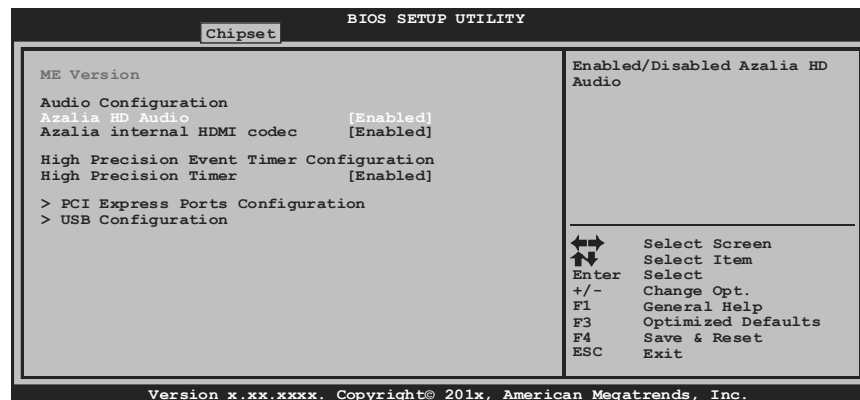 BIOS SETUP UTILITY
Chipset
ME Version
Audio Configuration
Azalia HD Audio [Enabled]
Azalia internal HDMI codec [Enabled]
High Precision Event Timer Configuration
High Precision Timer [Enabled]
> PCI Express Ports Configuration
> USB Configuration
Enabled/Disabled Azalia HD
Audio
Select Screen
Select Item
Enter Select
+/- Change Opt.
F1 General Help
F3 Optimized Defaults
F4 Save & Reset
ESC Exit
Version x.xx.xxxx. Copyright© 201x, American Megatrends, Inc.